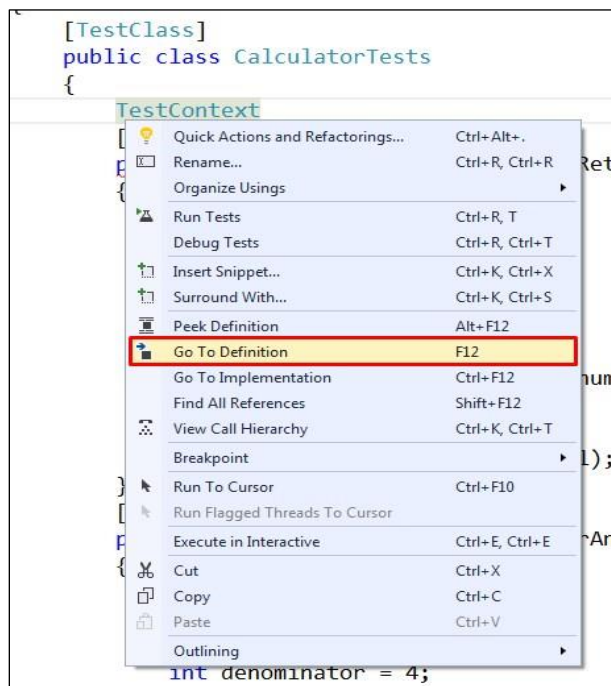 {
[TestClass]
public class CalculatorTests
{
TestContext
[
Quick Actions and Refactorings... Ctrl+Alt+.
p
Rename... Ctrl+R, Ctrl+R
Ret
{
Organize Usings
Run Tests Ctrl+R, T
Debug Tests Ctrl+R, Ctrl+T
Insert Snippet... Ctrl+K, Ctrl+X
Surround With... Ctrl+K, Ctrl+S
Peek Definition Alt+F12
Go To Definition F12
Go To Implementation Ctrl+F12
num
Find All References Shift+F12
View Call Hierarchy Ctrl+K, Ctrl+T
Breakpoint
l);
}
Run To Cursor Ctrl+F10
[
Run Flagged Threads To Cursor
p
Execute in Interactive Ctrl+E, Ctrl+E
rAn
{
Cut Ctrl+X
Copy Ctrl+C
Paste Ctrl+V
Outlining
int denominator = 4;